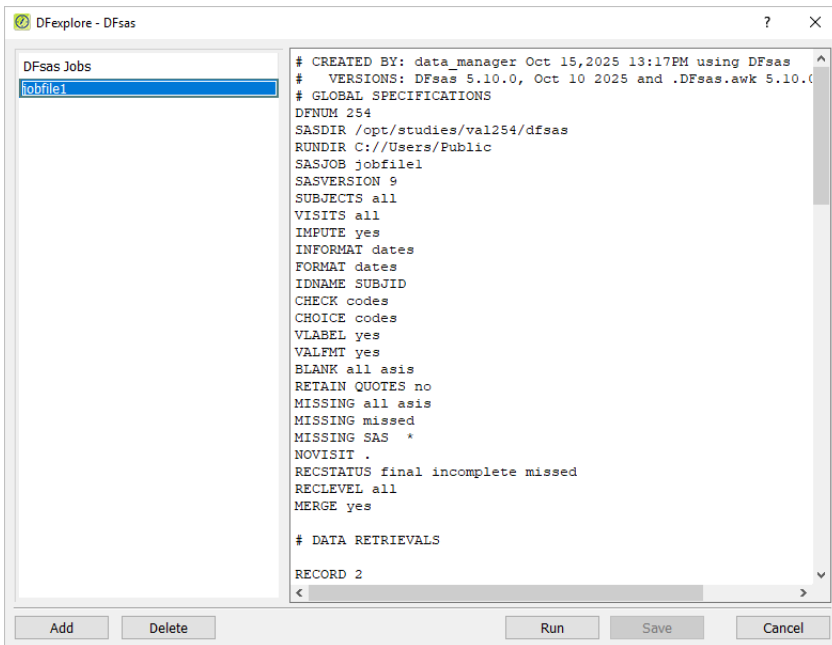 DFexplore - DFsas
DFsas Jobs
jobfile1
# CREATED BY: data_manager Oct 15,2025 13:17PM using DFsas
#   VERSIONS: DFsas 5.10.0, Oct 10 2025 and .DFsas.awk 5.10.0
# GLOBAL SPECIFICATIONS
DFNUM 254
SASDIR /opt/studies/val254/dfsas
RUNDIR C://Users/Public
SASJOB jobfile1
SASVERSION 9
SUBJECTS all
VISITS all
IMPUTE yes
INFORMAT dates
FORMAT dates
IDNAME SUBJID
CHECK codes
CHOICE codes
VLABEL yes
VALFMT yes
BLANK all asis
RETAIN QUOTES no
MISSING all asis
MISSING missed
MISSING SAS  *
NOVISIT .
RECSTATUS final incomplete missed
RECLEVEL all
MERGE yes
# DATA RETRIEVALS
RECORD 2
Add Delete Run Save Cancel